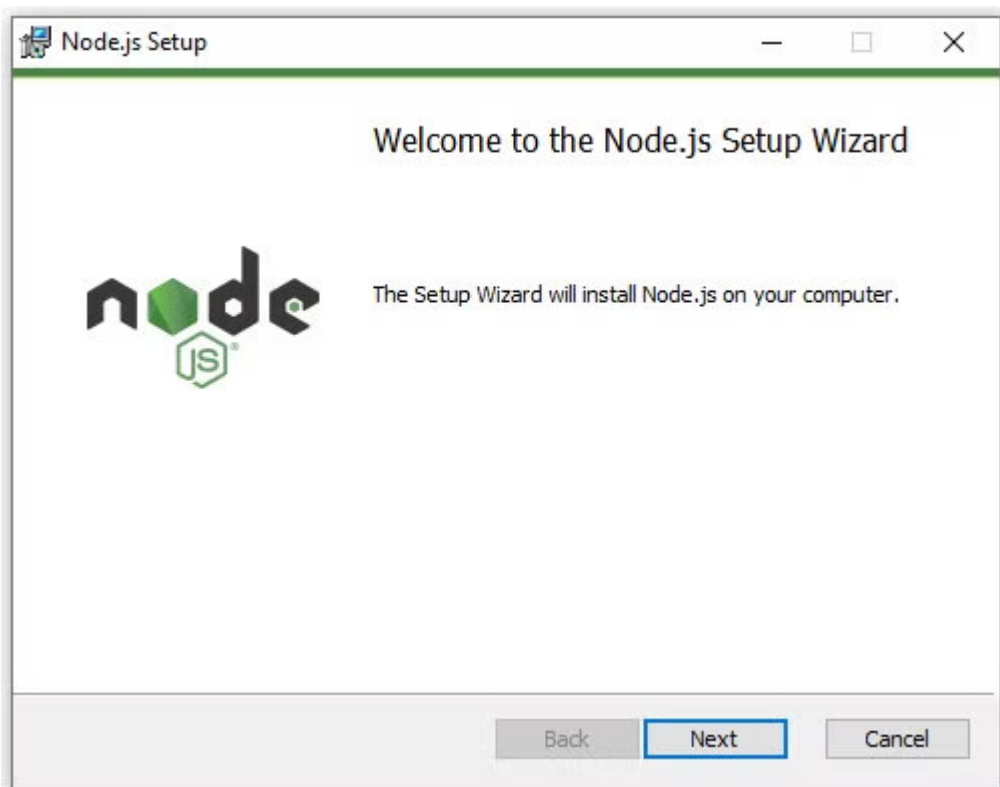 Node.js Setup
Welcome to the Node.js Setup Wizard
node
JS®
The Setup Wizard will install Node.js on your computer.
Back
Next
Cancel